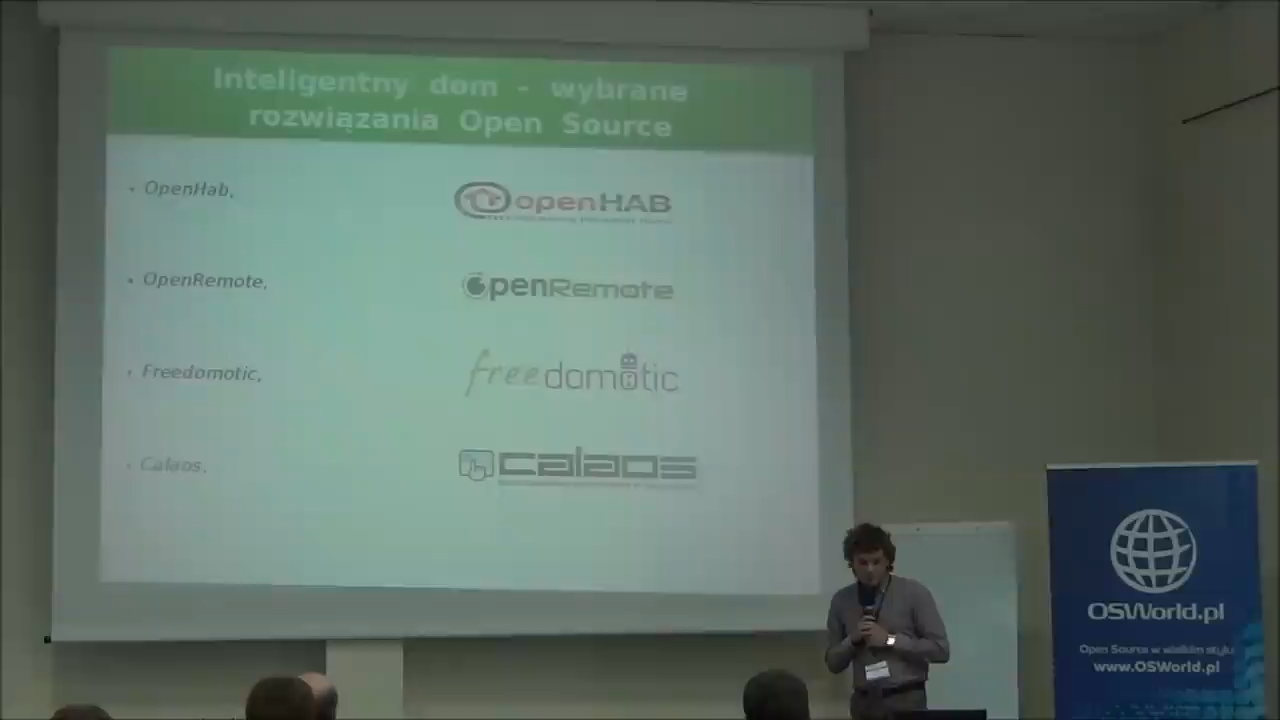 Inteligentny dom - wybrane
rozwiązania Open Source
• OpenHab,
openHAB
• OpenRemote,
OpenRemote
• Freedomotic,
freedomotic
• Calaos,
calaos
OSWorld.pl
Open Source w wielkim stylu
www.OSWorld.pl